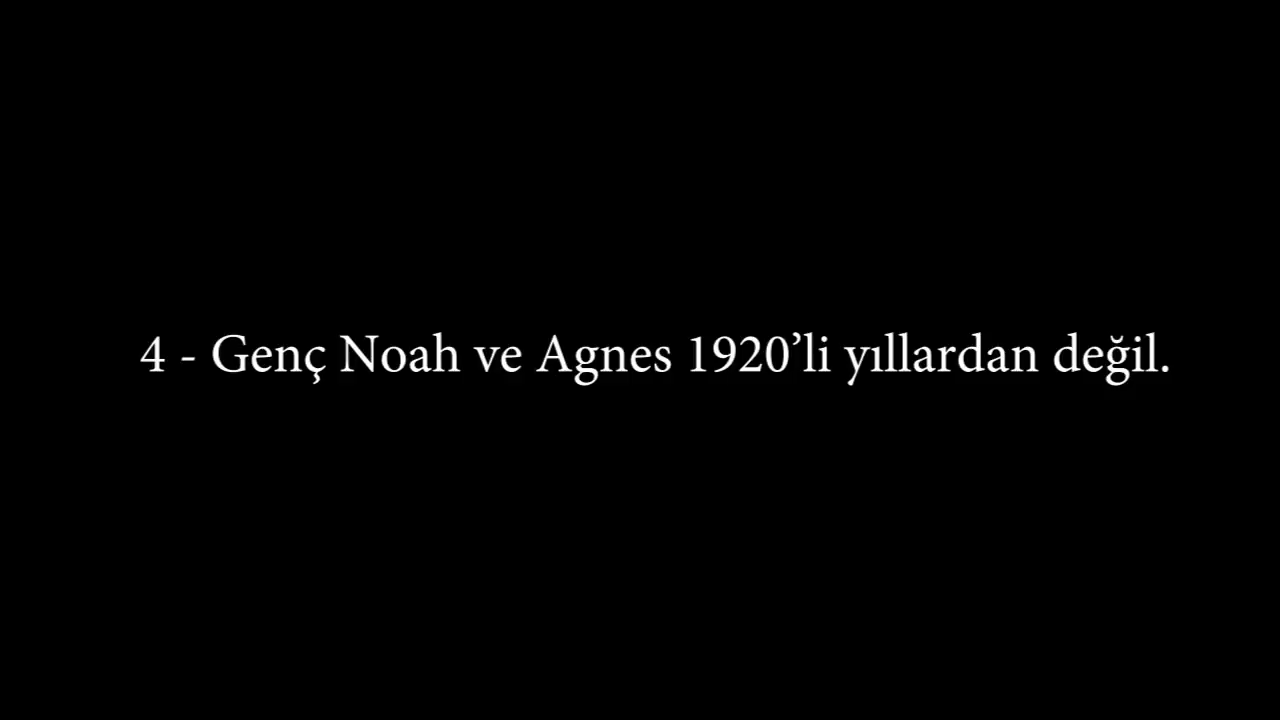 4 - Genç Noah ve Agnes 1920’li yıllardan değil.